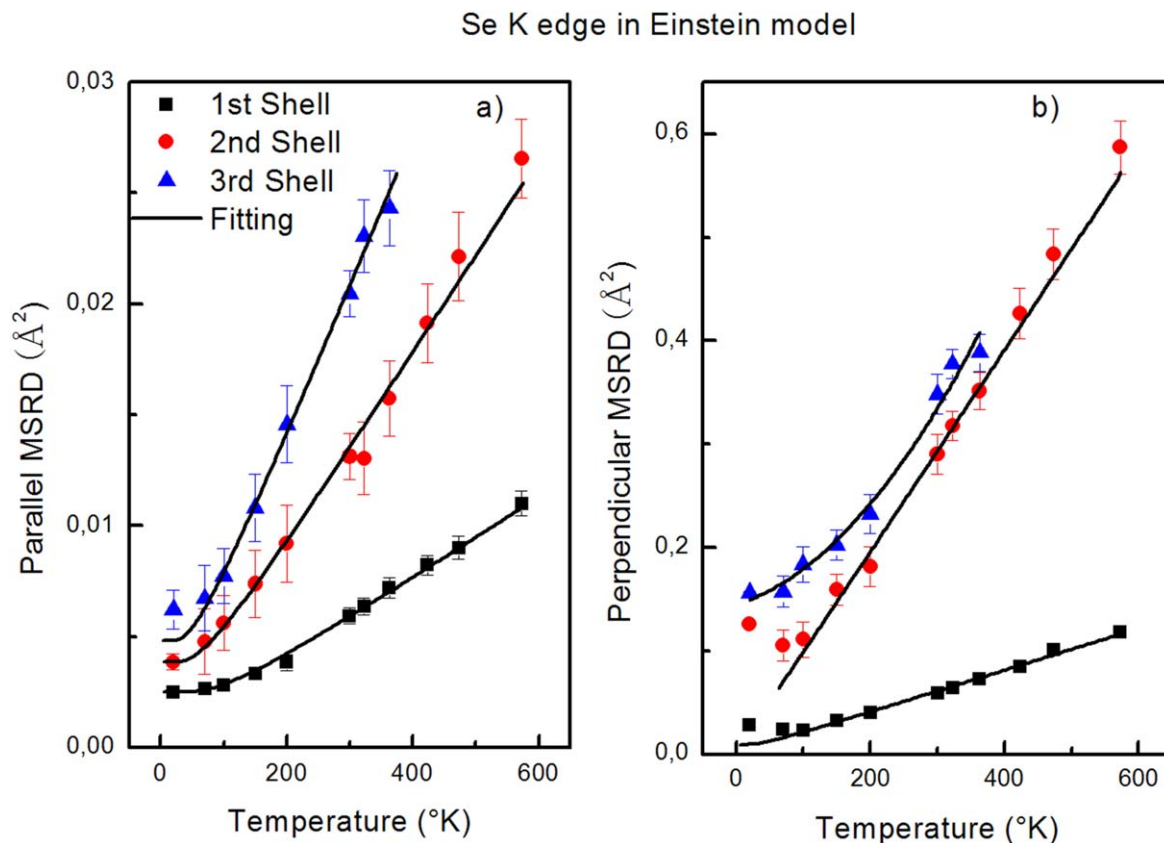 Se K edge in Einstein model
0,03
1st Shell
2nd Shell
3rd Shell
Fitting
a)
0,02
0,01
0,00
Parallel MSRD (Å²)
0
200
400
600
Temperature (°K)
b)
0,6
0,4
0,2
0,0
Perpendicular MSRD (Å²)
0
200
400
600
Temperature (°K)